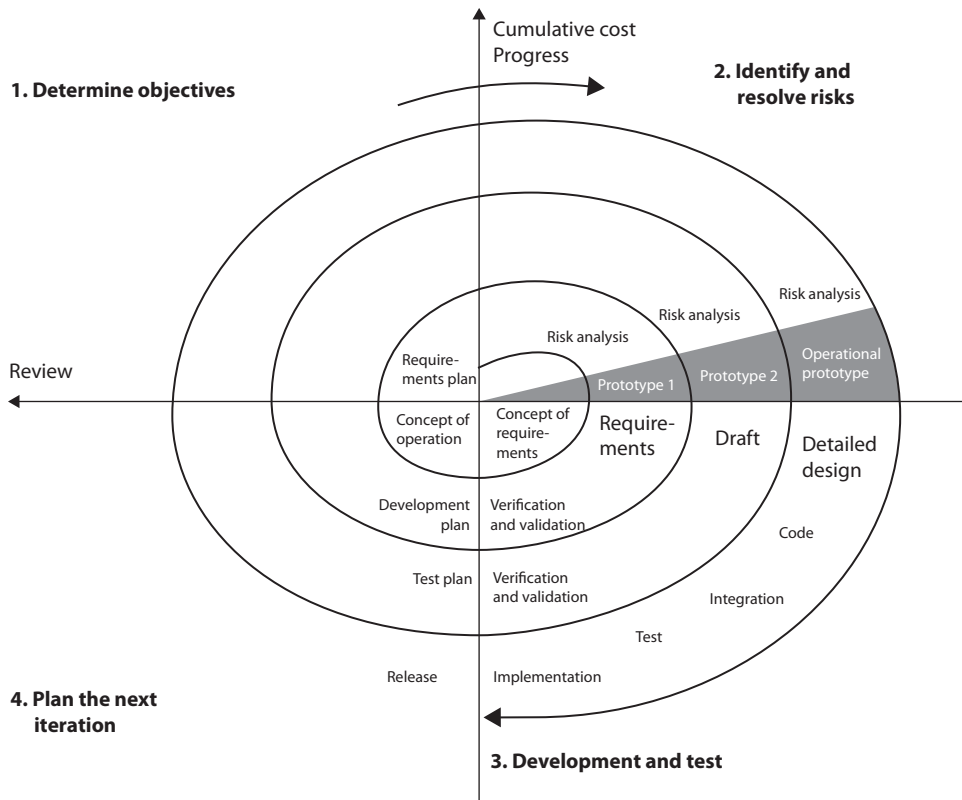 Cumulative cost
Progress
1. Determine objectives
2. Identify and
resolve risks
Risk analysis
Risk analysis
Risk analysis
Require-
ments plan
Operational
prototype
Prototype 2
Prototype 1
Review
Concept of
operation
Concept of
require-
ments
Require-
ments
Draft
Detailed
design
Development
plan
Verification
and validation
Code
Test plan
Verification
and validation
Integration
Test
Release
Implementation
4. Plan the next
iteration
3. Development and test